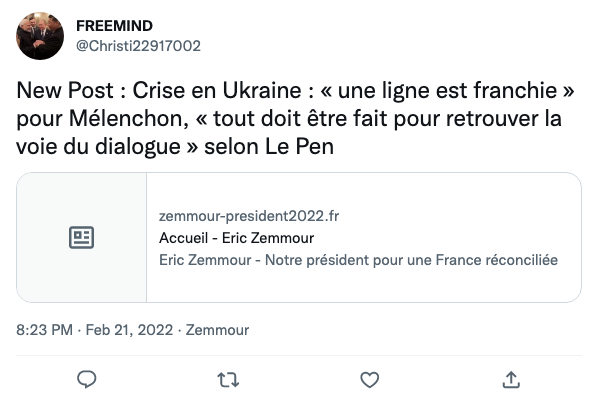 FREEMIND
@Christi22917002
New Post : Crise en Ukraine : « une ligne est franchie »
pour Mélenchon, « tout doit être fait pour retrouver la
voie du dialogue » selon Le Pen
zemmour-president2022.fr
Accueil - Eric Zemmour
Eric Zemmour - Notre président pour une France réconciliée
8:23 PM · Feb 21, 2022 · Zemmour